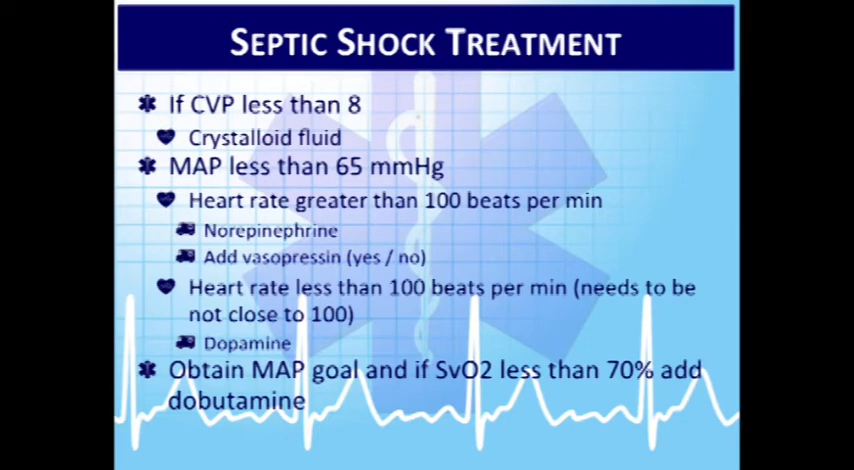 SEPTIC SHOCK TREATMENT
If CVP less than 8
Crystalloid fluid
MAP less than 65 mmHg
Heart rate greater than 100 beats per min
Norepinephrine
Add vasopressin (yes / no)
Heart rate less than 100 beats per min (needs to be
not close to 100)
Dopamine
Obtain MAP goal and if SvO2 less than 70% add
dobutamine